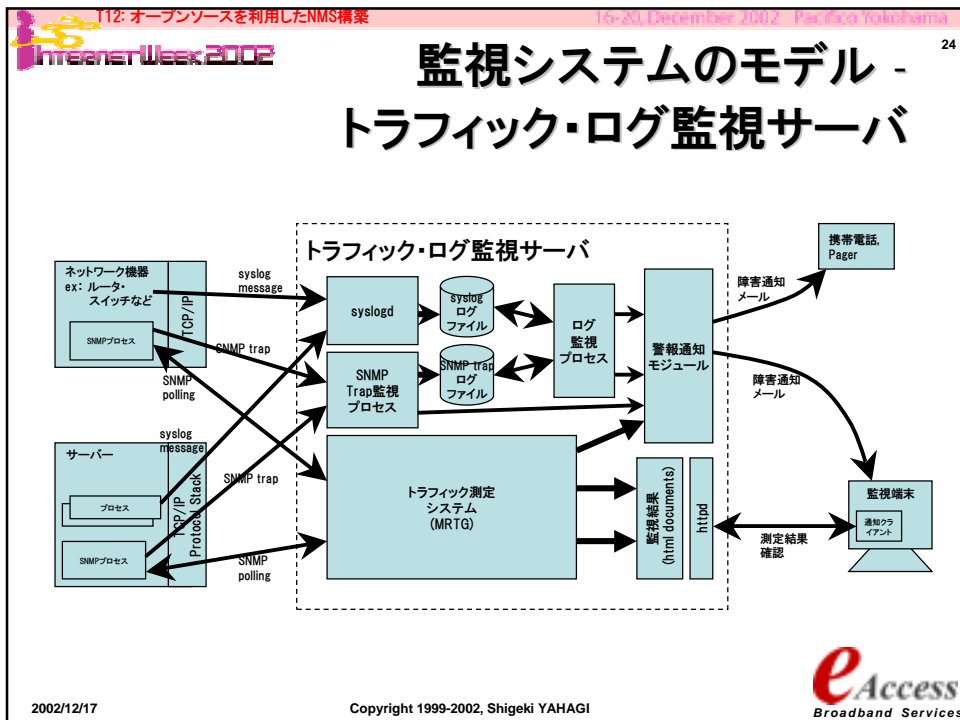 T12: オープンソースを利用したNMS構築
16-20, December 2002 Pacifico Yokohama
InternetWeek 2002
24
監視システムのモデル -
トラフィック・ログ監視サーバ
トラフィック・ログ監視サーバ
ネットワーク機器
ex: ルータ・
スイッチなど
SNMPプロセス
TCP/IP
syslog
message
SNMP trap
SNMP
polling
syslogd
syslog
ログ
ファイル
SNMP
Trap監視
プロセス
SNMP trap
ログ
ファイル
ログ
監視
プロセス
警報通知
モジュール
携帯電話,
Pager
障害通知
メール
障害通知
メール
サーバー
プロセス
SNMPプロセス
TCP/IP
Protocol Stack
syslog
message
SNMP trap
SNMP
polling
トラフィック測定
システム
(MRTG)
監視結果
(html documents)
httpd
測定結果
確認
監視端末
通知クラ
イアント
2002/12/17
Copyright 1999-2002, Shigeki YAHAGI
eAccess
Broadband Services